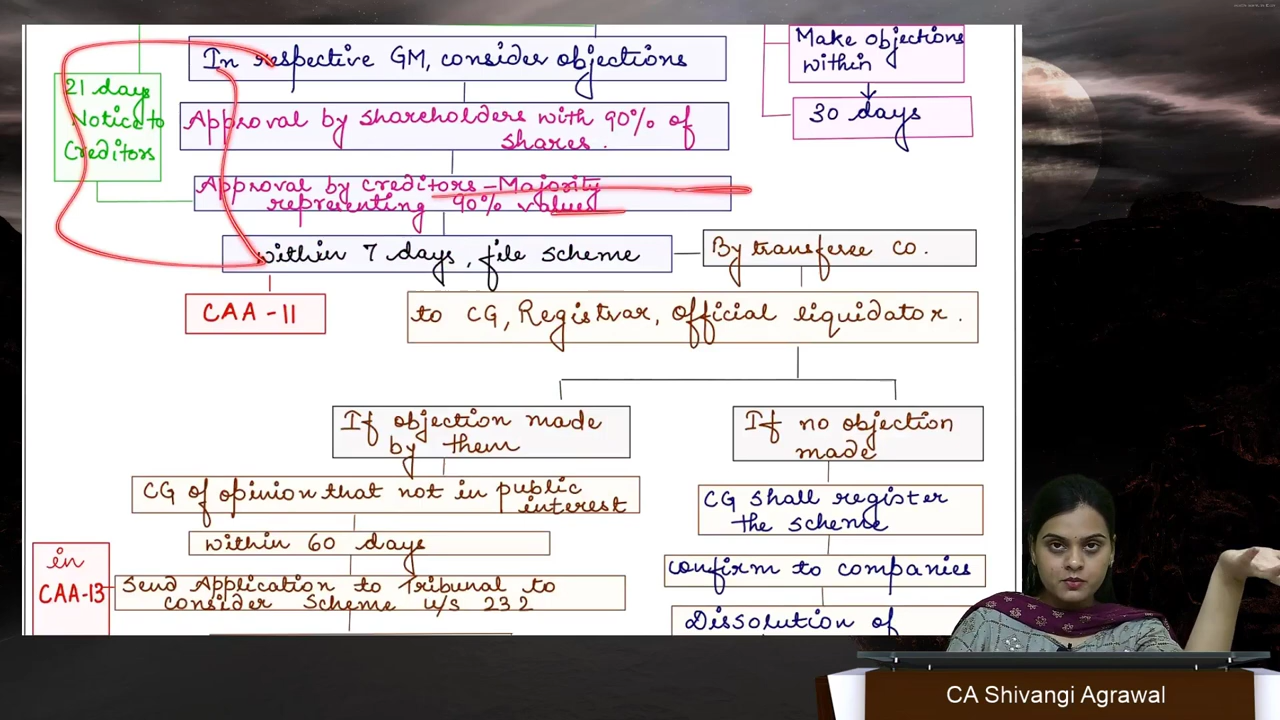 In respective GM, consider objections
21 days
Notice to
Creditors
Approval by shareholders with 90% of
shares.
Approval by creditors - Majority
representing 90% values
within 7 days, file scheme
By transferee co.
CAA-11
to CG, Registrar, official liquidator.
Make objections
within
30 days
If objection made
by them
CG of opinion that not in public
interest
within 60 days
in
CAA-13
Send Application to Tribunal to
consider scheme u/s 232
If no objection
made
CG shall register
the scheme
confirm to companies
Dissolution of
CA Shivangi Agrawal